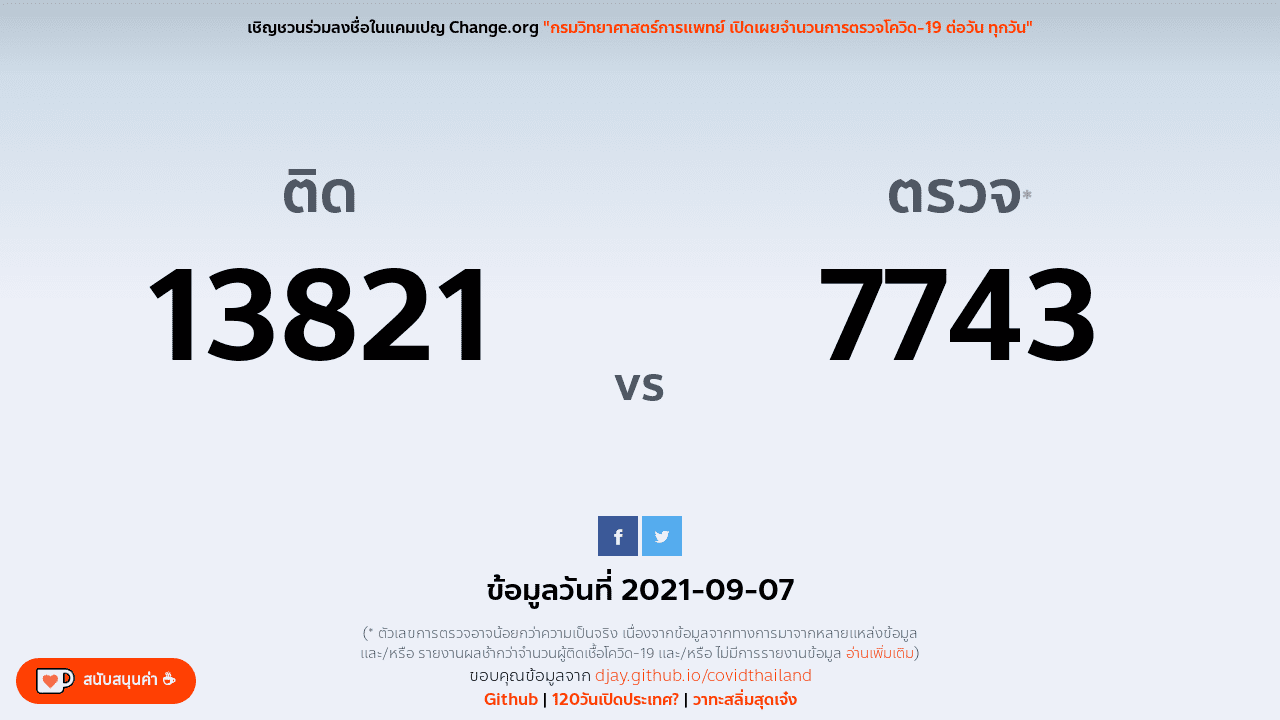 เชิญชวนร่วมลงชื่อในแคมเปญ Change.org "กรมวิทยาศาสตร์การแพทย์ เปิดเผยจำนวนการตรวจโควิด-19 ต่อวัน ทุกวัน"
ติด
13821
vs
ตรวจ*
7743
ข้อมูลวันที่ 2021-09-07
(* ตัวเลขการตรวจอาจน้อยกว่าความเป็นจริง เนื่องจากข้อมูลจากทางการมาจากหลายแหล่งข้อมูล
และ/หรือ รายงานผลช้ากว่าจำนวนผู้ติดเชื้อโควิด-19 และ/หรือ ไม่มีการรายงานข้อมูล อ่านเพิ่มเติม)
ขอบคุณข้อมูลจาก djay.github.io/covidthailand
Github | 120วันเปิดประเทศ? | วาทะสลิ่มสุดเจ๋ง
สนับสนุนค่า ☕